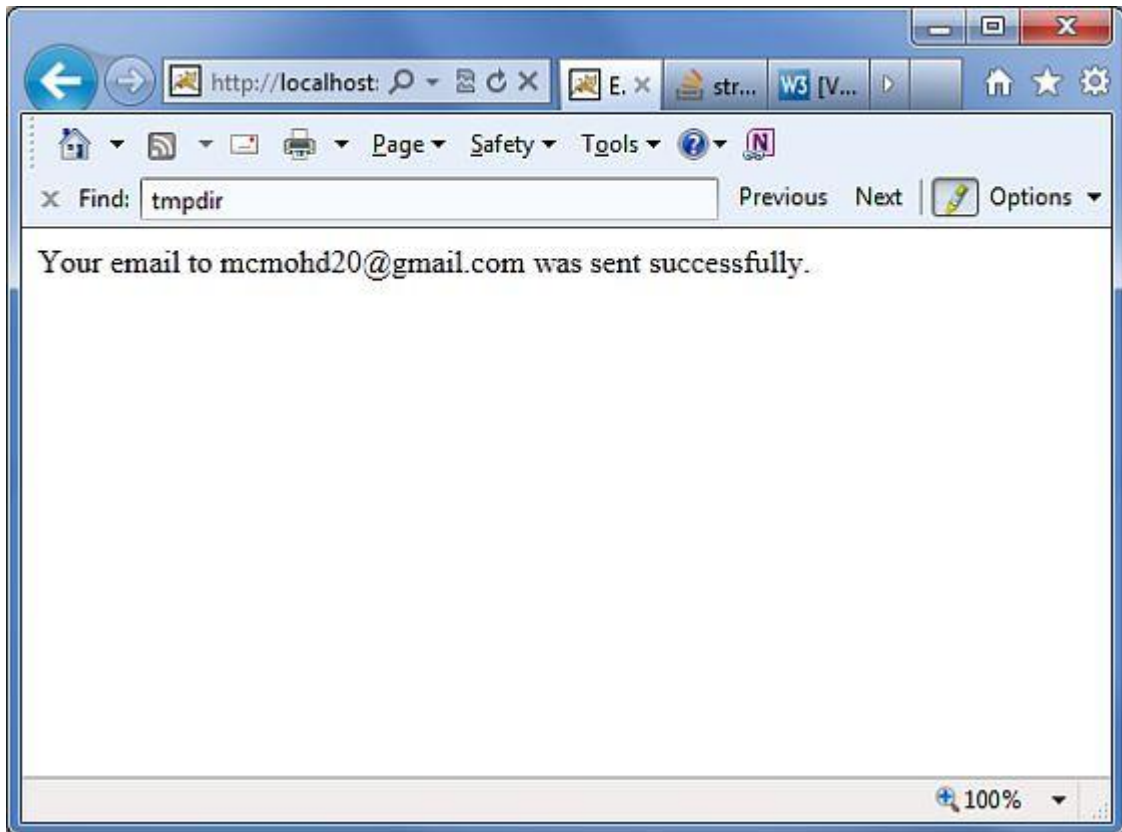 http://localhost: E. str... W3 [V...
Page Safety Tools
Find: tmpdir Previous Next Options
Your email to mcmohd20@gmail.com was sent successfully.
100%